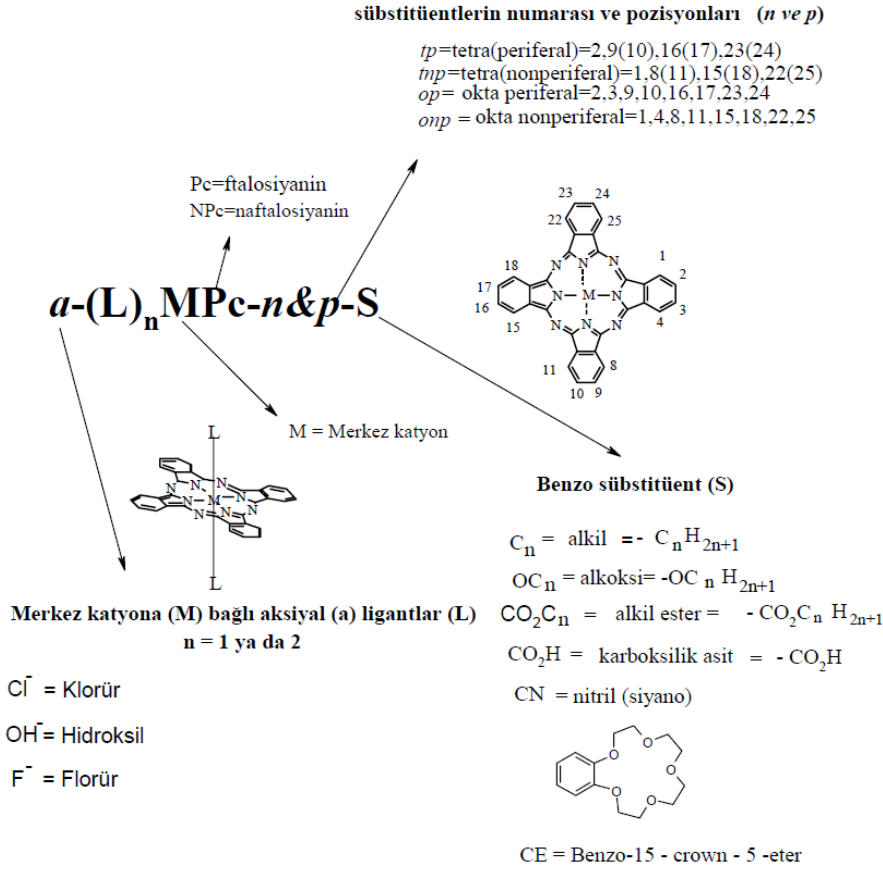 sübstitüentlerin numarası ve pozisyonları (n ve p)
tp=tetra(periferal)=2,9(10),16(17),23(24)
tnp=tetra(nonperiferal)=1,8(11),15(18),22(25)
op= okta periferal=2,3,9,10,16,17,23,24
onp = okta nonperiferal=1,4,8,11,15,18,22,25
Pc=ftalosiyanin
NPc=naftalosiyanin
23 24
22 25
N N N
18 1
17 2
N M N
16 3
15 4
N N N
11 8
10 9
a-(L)nMPc-n&p-S
M = Merkez katyon
L
N N N
N M N
N N N
L
Merkez katyona (M) bağlı aksiyal (a) ligantlar (L)
n = 1 ya da 2
Cl⁻ = Klorür
OH⁻= Hidroksil
F⁻ = Florür
Benzo sübstitüent (S)
Cn = alkil =- CnH2n+1
OCn = alkoksi= -OC n H2n+1
CO2Cn = alkil ester = - CO2Cn H2n+1
CO2H = karboksilik asit = - CO2H
CN = nitril (siyano)
O O
O
O O
CE = Benzo-15 - crown - 5 -eter